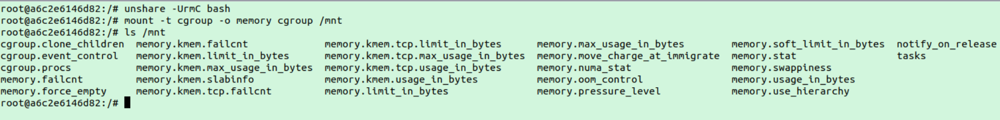 root@a6c2e6146d82:/# unshare -UrmC bash
root@a6c2e6146d82:/# mount -t cgroup -o memory cgroup /mnt
root@a6c2e6146d82:/# ls /mnt
cgroup.clone_children memory.kmem.failcnt memory.kmem.tcp.limit_in_bytes memory.max_usage_in_bytes memory.soft_limit_in_bytes notify_on_release
cgroup.event_control memory.kmem.limit_in_bytes memory.kmem.tcp.max_usage_in_bytes memory.move_charge_at_immigrate memory.stat tasks
cgroup.procs memory.kmem.max_usage_in_bytes memory.kmem.tcp.usage_in_bytes memory.numa_stat memory.swappiness
memory.failcnt memory.kmem.slabinfo memory.kmem.usage_in_bytes memory.oom_control memory.usage_in_bytes
memory.force_empty memory.kmem.tcp.failcnt memory.limit_in_bytes memory.pressure_level memory.use_hierarchy
root@a6c2e6146d82:/#